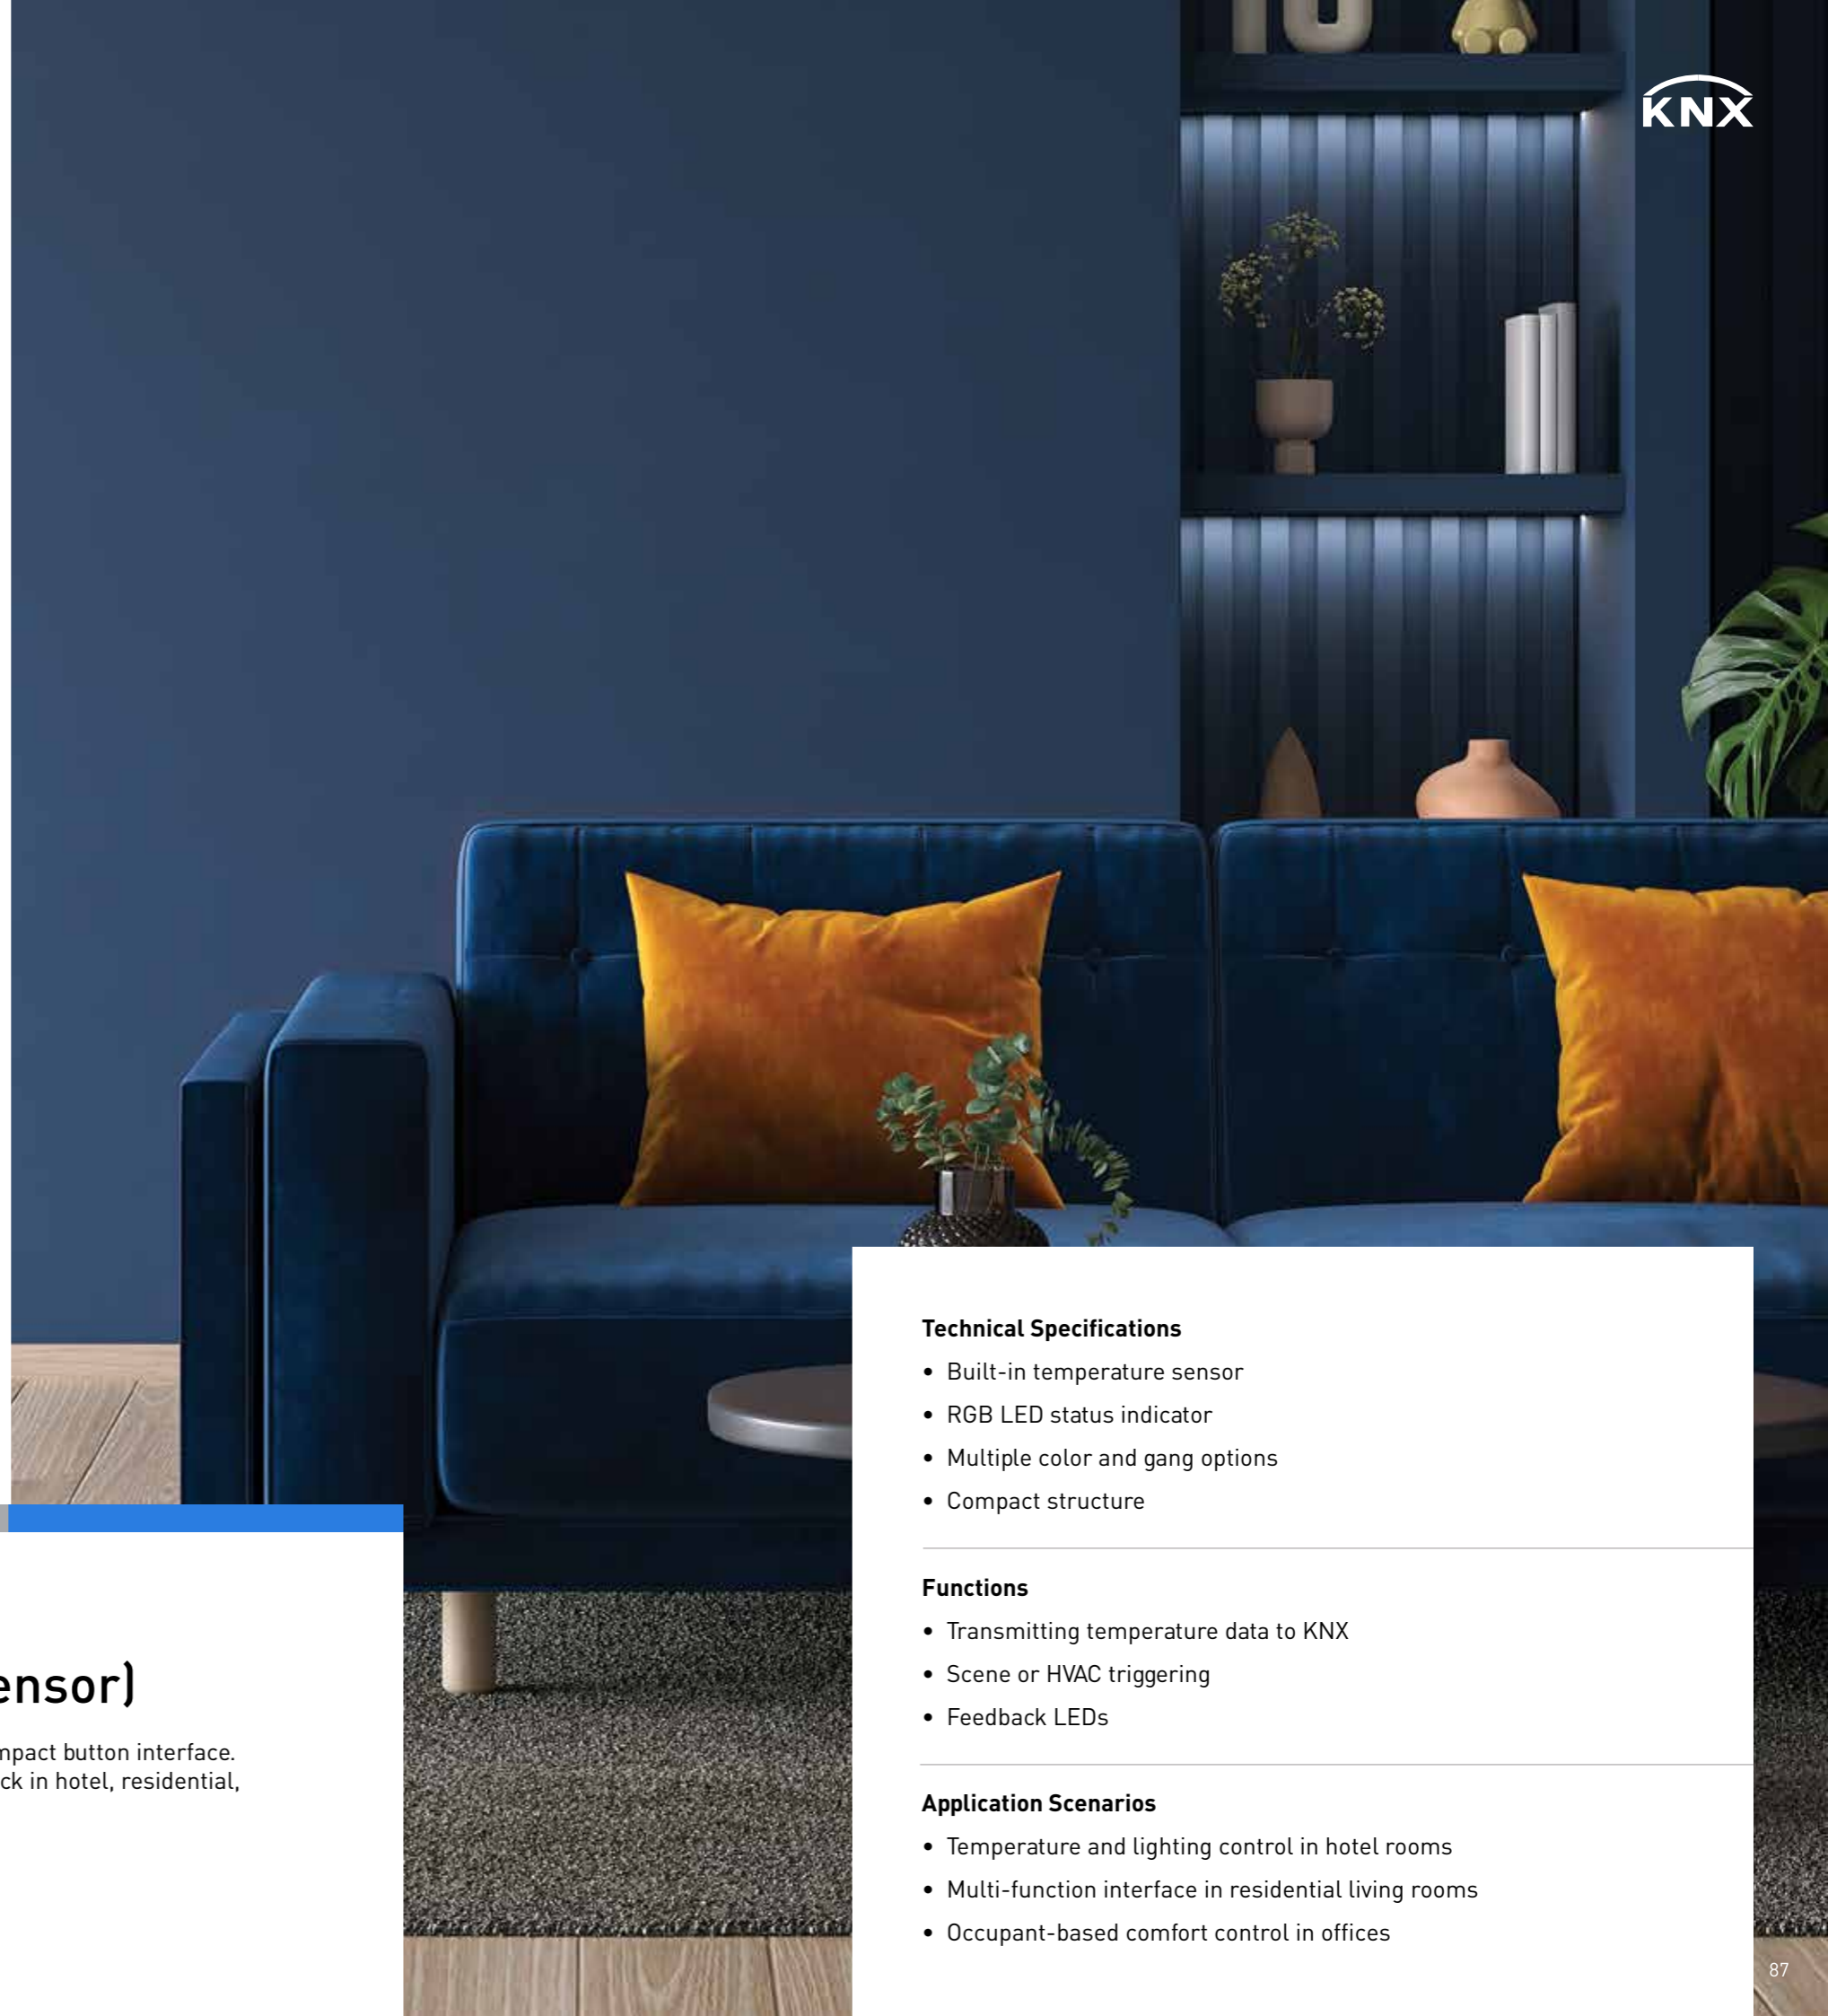 KNX
ensor)
mpact button interface.
ck in hotel, residential,
Technical Specifications
• Built-in temperature sensor
• RGB LED status indicator
• Multiple color and gang options
• Compact structure
Functions
• Transmitting temperature data to KNX
• Scene or HVAC triggering
• Feedback LEDs
Application Scenarios
• Temperature and lighting control in hotel rooms
• Multi-function interface in residential living rooms
• Occupant-based comfort control in offices
87